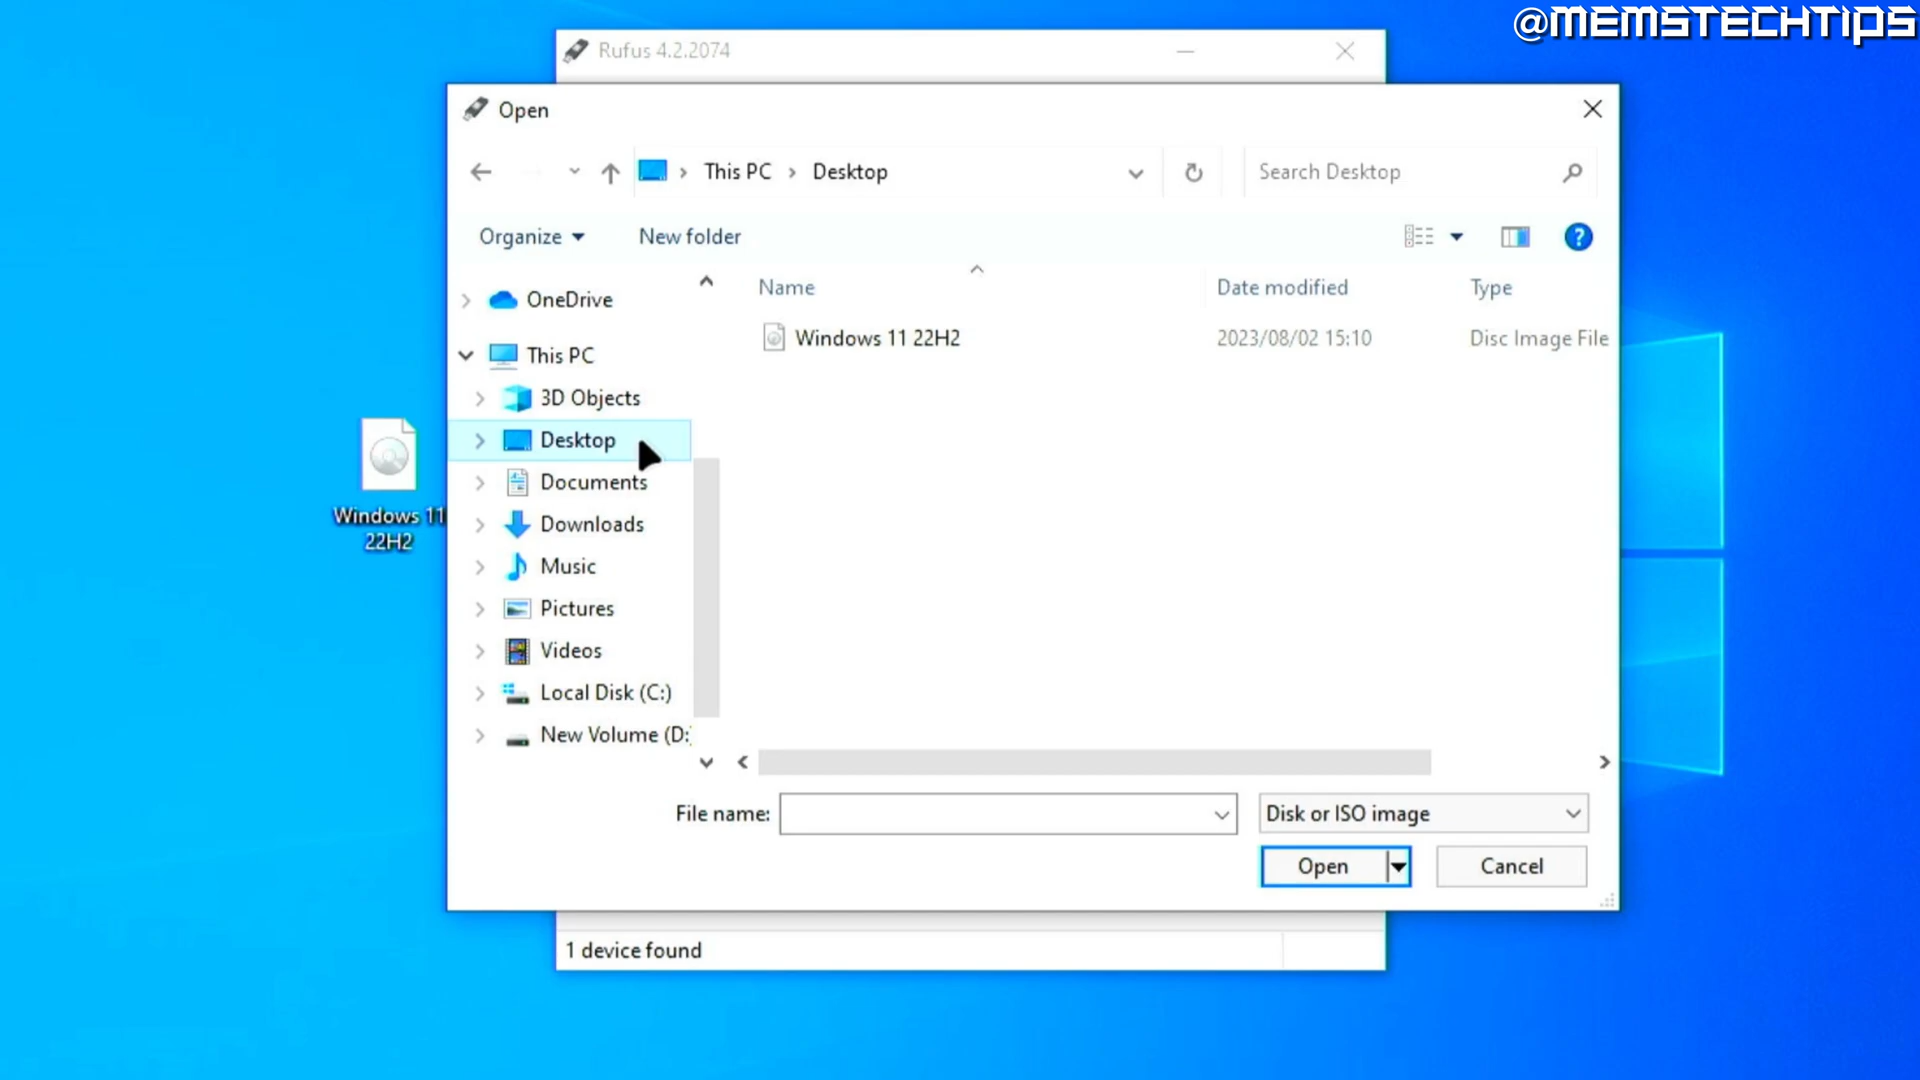 @MEMSTECHTIPS
Rufus 4.2.2074
Open
This PC
Desktop
Search Desktop
Organize
New folder
?
Name
Date modified
Type
OneDrive
Windows 11 22H2
2023/08/02 15:10
Disc Image File
This PC
3D Objects
Desktop
Documents
Downloads
Music
Pictures
Videos
Local Disk (C:)
New Volume (D:
Windows 11
22H2
File name:
Disk or ISO image
Open
Cancel
1 device found